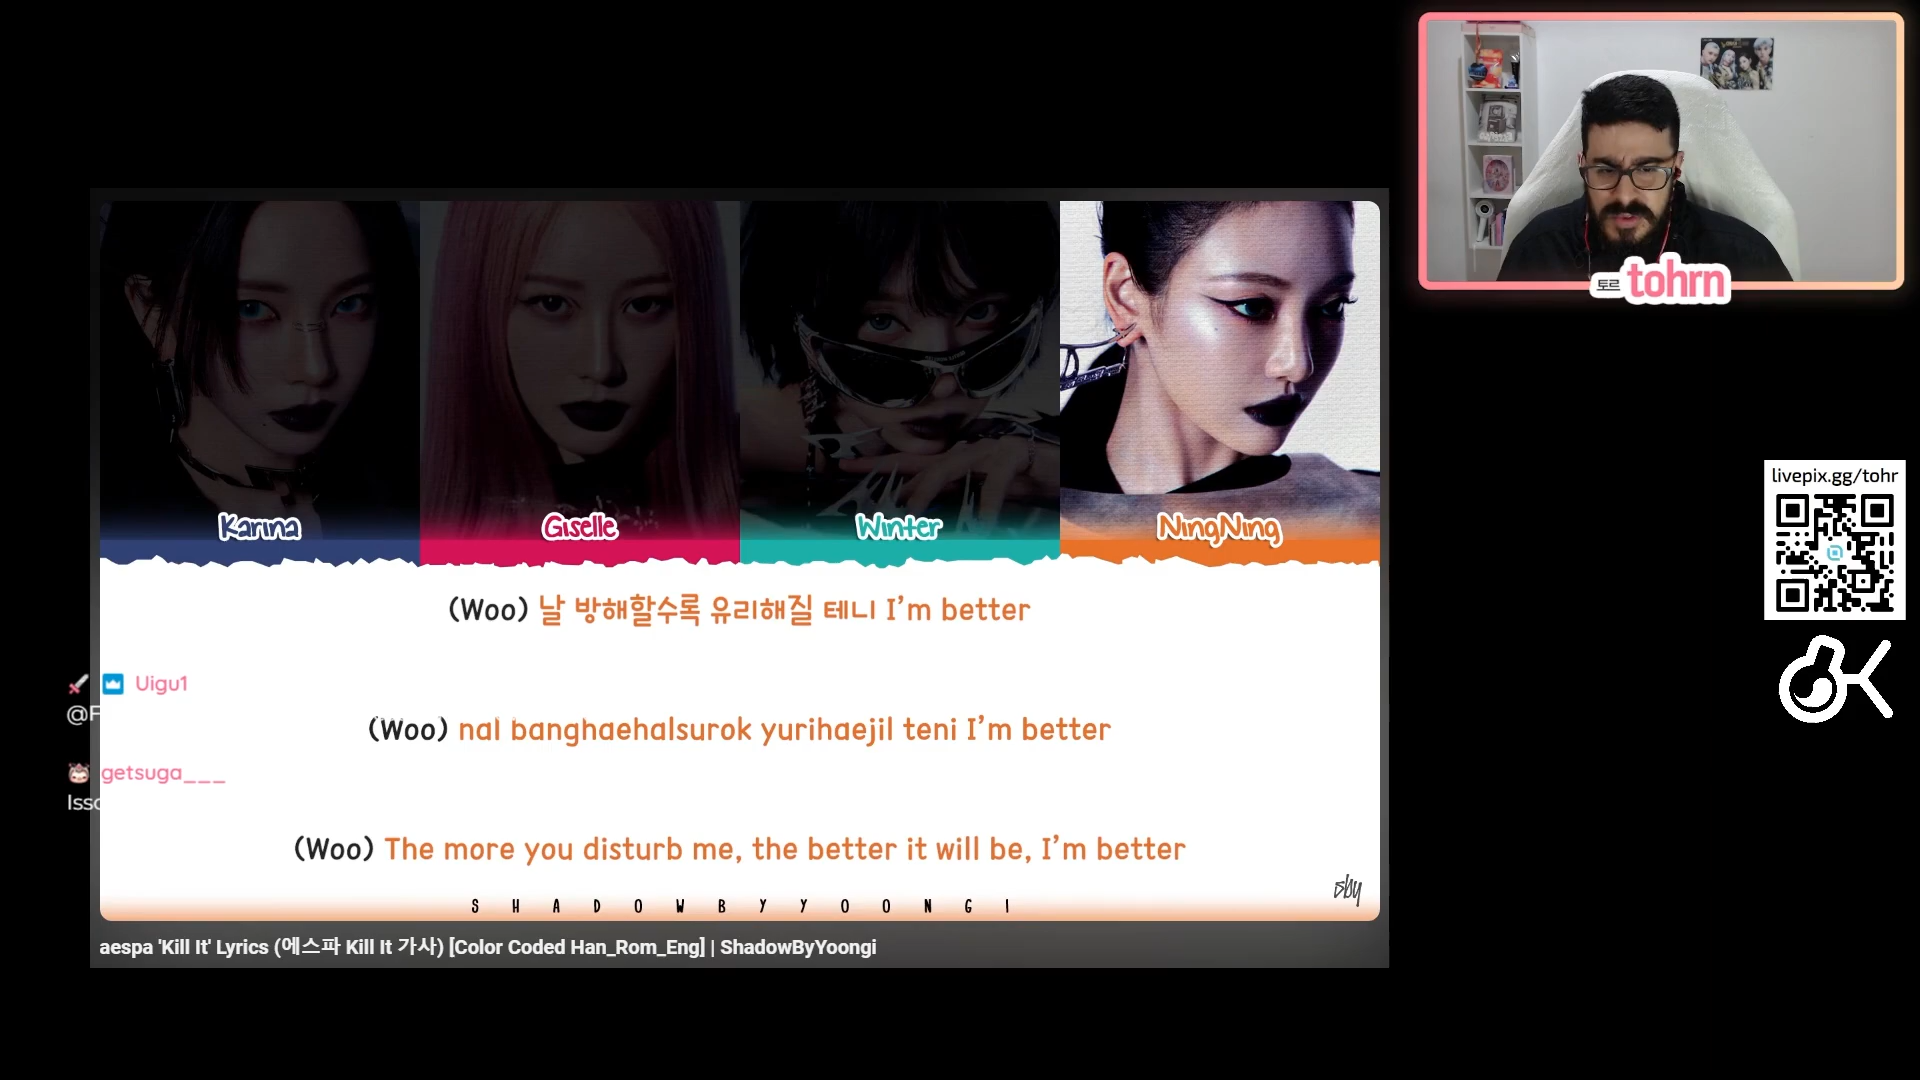 토르 tohrn
livepix.gg/tohr
Karina
Giselle
Winter
NingNing
(Woo) 날 방해할수록 유리해질 테니 I'm better
Uigu1
(Woo) nal banghaehalsurok yurihaejil teni I'm better
getsuga___
(Woo) The more you disturb me, the better it will be, I'm better
sby
SHADOWBYYOONGI
aespa 'Kill It' Lyrics (에스파 Kill It 가사) [Color Coded Han_Rom_Eng] | ShadowByYoongi